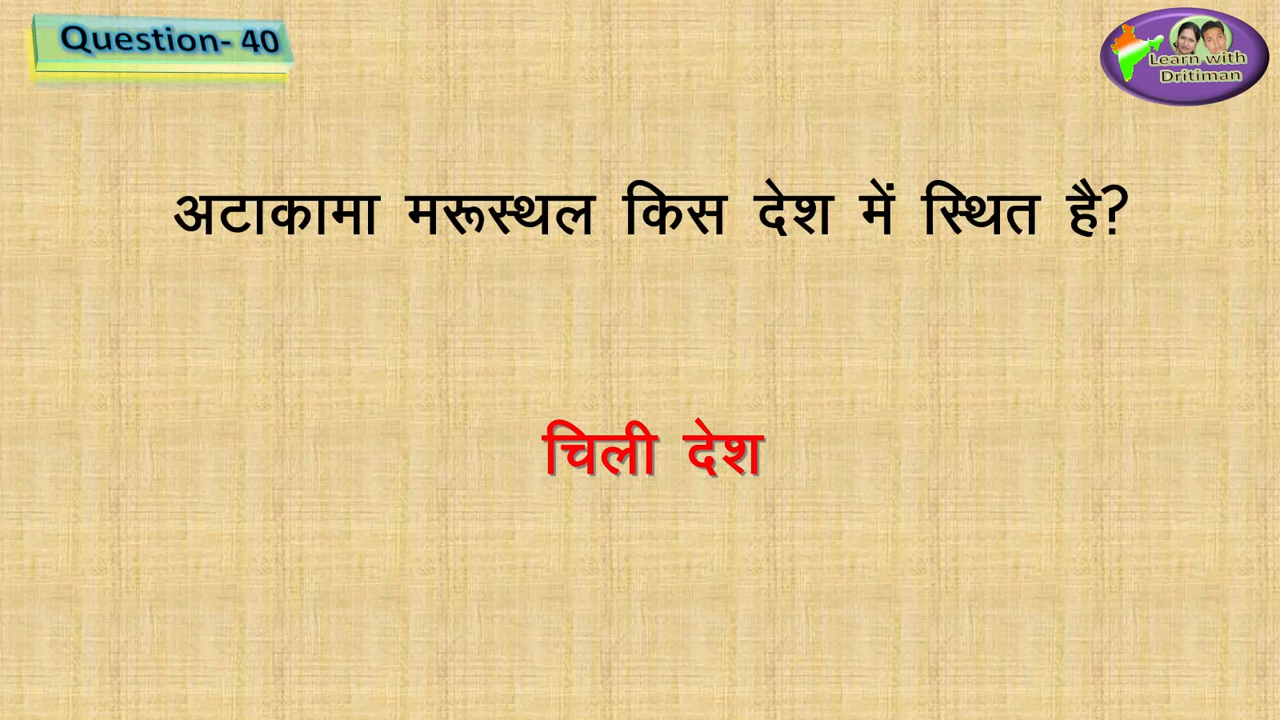 Question- 40
Learn with
Dritiman
अटाकामा मरूस्थल किस देश में स्थित है?
चिली देश